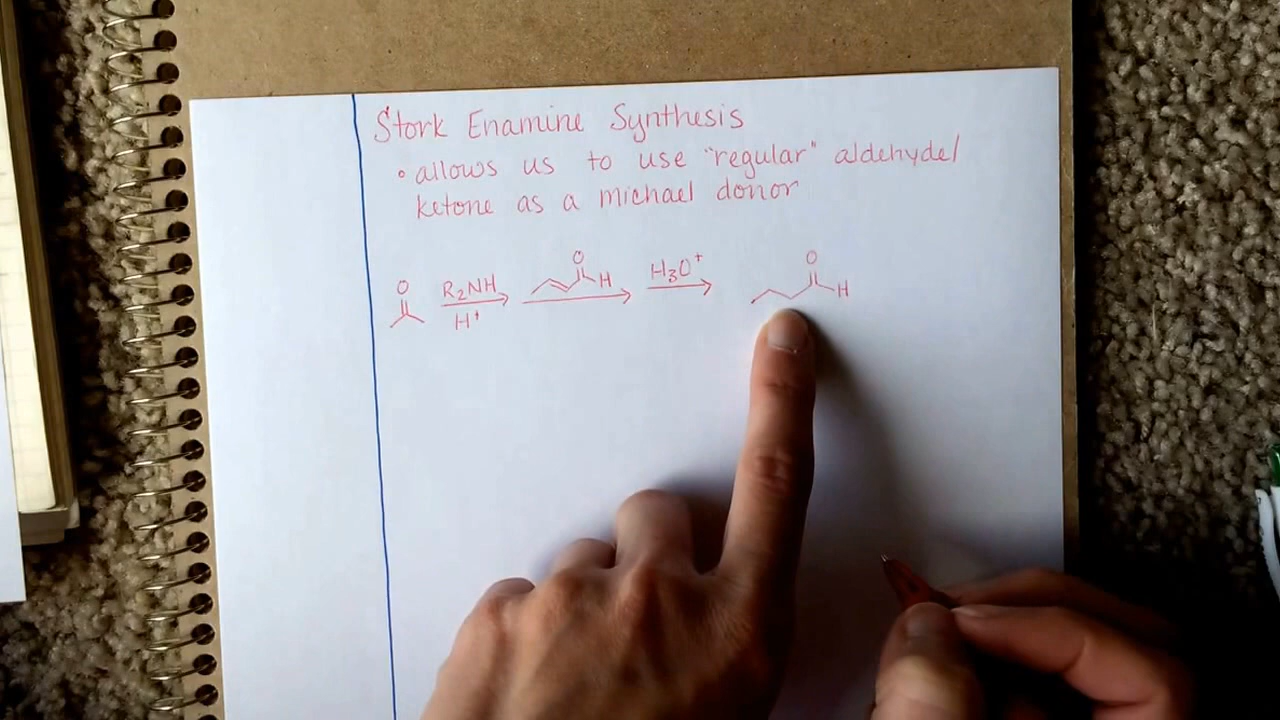 Stork Enamine Synthesis
• allows us to use "regular" aldehyde/
ketone as a michael donor
O R₂NH H⁺ O H H₃O⁺ O H